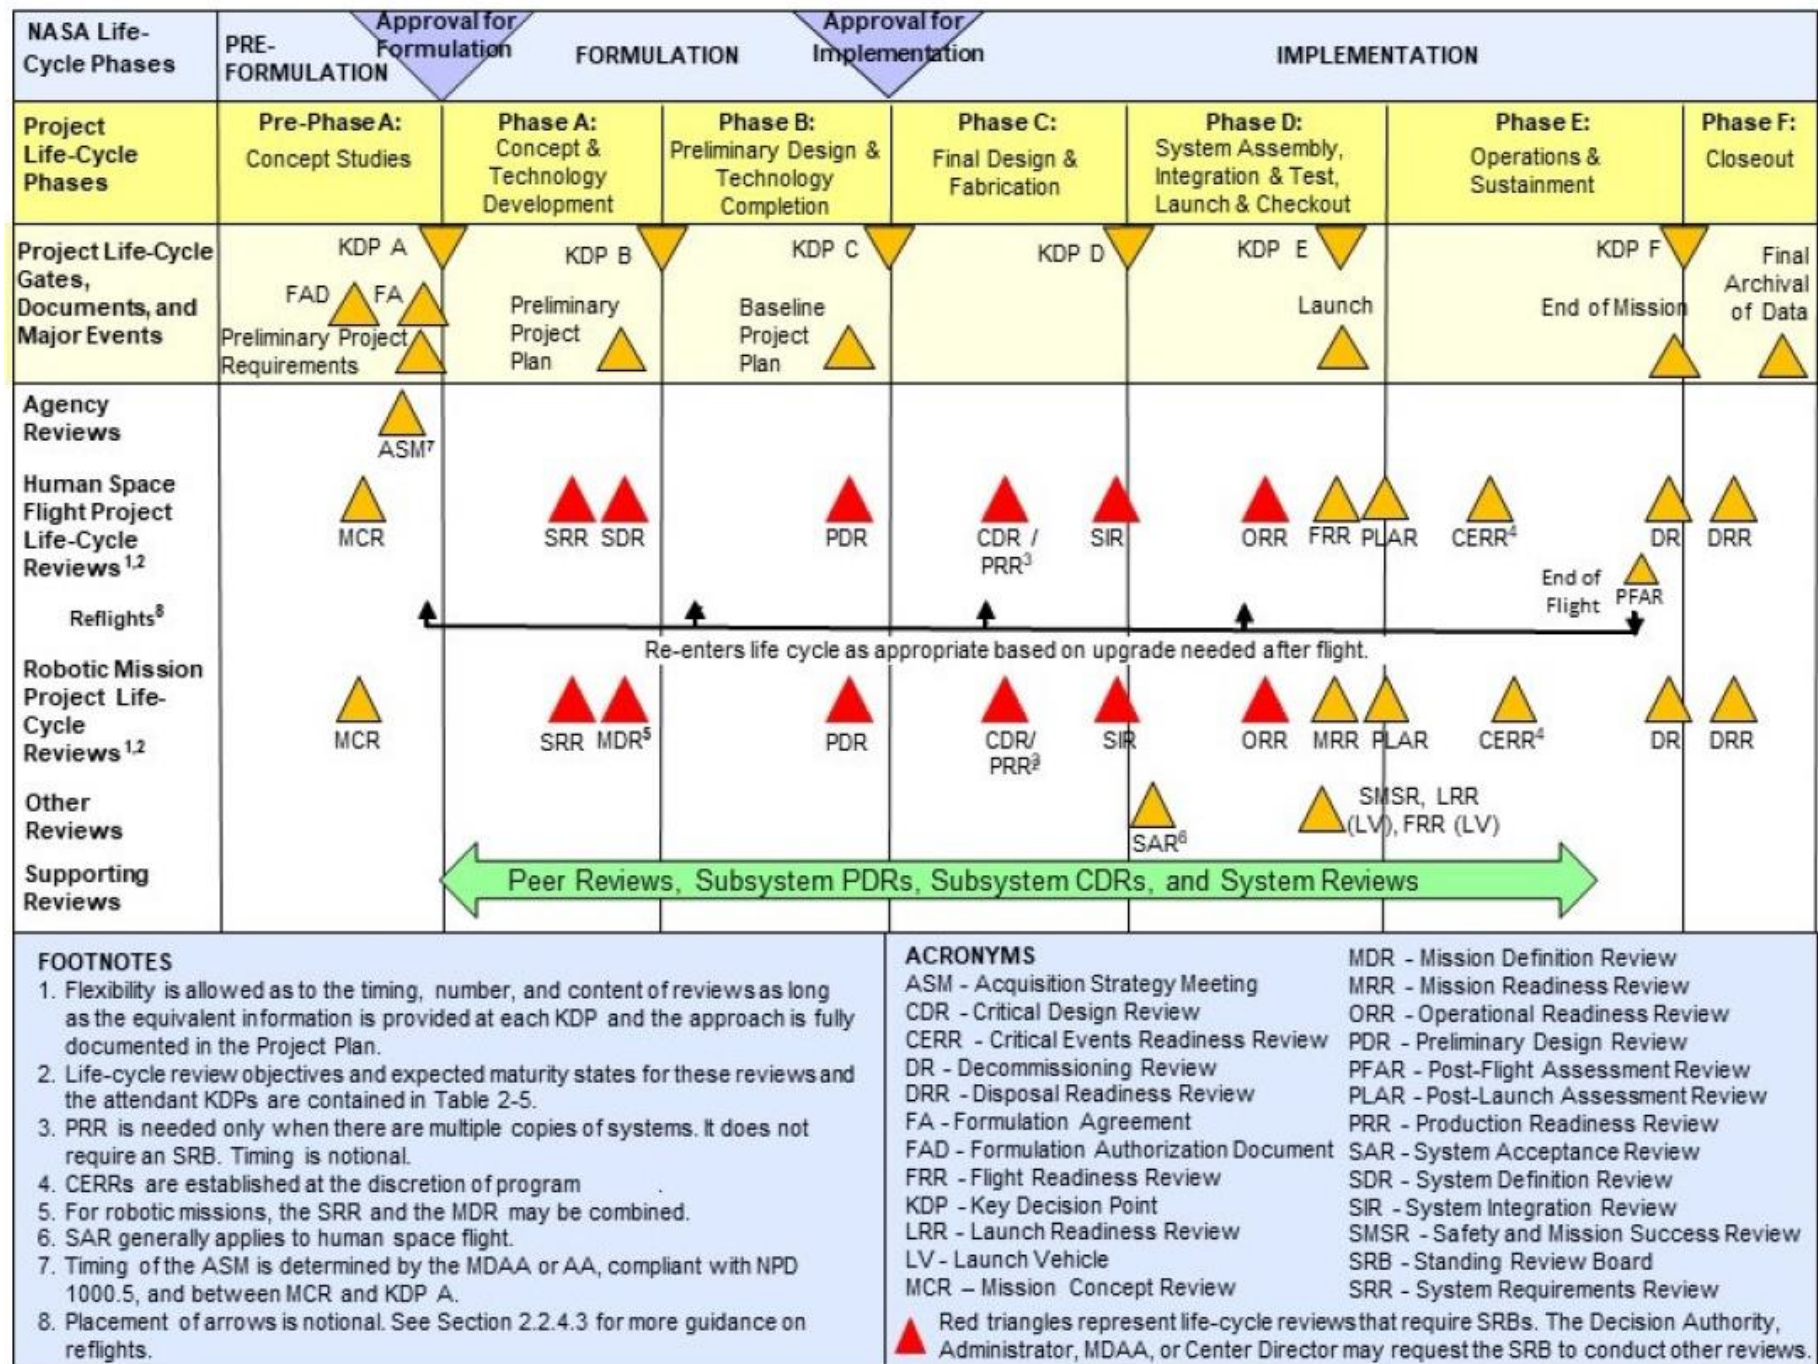 NASA Life-
Cycle Phases
PRE-
FORMULATION
Approval for
Formulation
FORMULATION
Approval for
Implementation
IMPLEMENTATION
Project
Life-Cycle
Phases
Pre-Phase A:
Concept Studies
Phase A:
Concept &
Technology
Development
Phase B:
Preliminary Design &
Technology
Completion
Phase C:
Final Design &
Fabrication
Phase D:
System Assembly,
Integration & Test,
Launch & Checkout
Phase E:
Operations &
Sustainment
Phase F:
Closeout
Project Life-Cycle
Gates,
Documents, and
Major Events
KDP A
FAD FA
Preliminary Project
Requirements
KDP B
Preliminary
Project
Plan
KDP C
Baseline
Project
Plan
KDP D
KDP E
Launch
KDP F
End of Mission
Final
Archival
of Data
Agency
Reviews
ASM7
Human Space
Flight Project
Life-Cycle
Reviews 1,2
MCR
SRR SDR
PDR
CDR /
PRR3
SIR
ORR FRR PLAR
CERR4
DR DRR
End of
Flight
PFAR
Reflights8
Re-enters life cycle as appropriate based on upgrade needed after flight.
Robotic Mission
Project Life-
Cycle
Reviews 1,2
MCR
SRR MDR5
PDR
CDR/
PRR
SIR
ORR MRR PLAR
CERR4
DR DRR
Other
Reviews
SAR6
SMSR, LRR
(LV), FRR (LV)
Supporting
Reviews
Peer Reviews, Subsystem PDRs, Subsystem CDRs, and System Reviews
FOOTNOTES
1. Flexibility is allowed as to the timing, number, and content of reviews as long
as the equivalent information is provided at each KDP and the approach is fully
documented in the Project Plan.
2. Life-cycle review objectives and expected maturity states for these reviews and
the attendant KDPs are contained in Table 2-5.
3. PRR is needed only when there are multiple copies of systems. It does not
require an SRB. Timing is notional.
4. CERRs are established at the discretion of program .
5. For robotic missions, the SRR and the MDR may be combined.
6. SAR generally applies to human space flight.
7. Timing of the ASM is determined by the MDAA or AA, compliant with NPD
1000.5, and between MCR and KDP A.
8. Placement of arrows is notional. See Section 2.2.4.3 for more guidance on
reflights.
ACRONYMS
ASM - Acquisition Strategy Meeting
CDR - Critical Design Review
CERR - Critical Events Readiness Review
DR - Decommissioning Review
DRR - Disposal Readiness Review
FA - Formulation Agreement
FAD - Formulation Authorization Document
FRR - Flight Readiness Review
KDP - Key Decision Point
LRR - Launch Readiness Review
LV - Launch Vehicle
MCR – Mission Concept Review
MDR - Mission Definition Review
MRR - Mission Readiness Review
ORR - Operational Readiness Review
PDR - Preliminary Design Review
PFAR - Post-Flight Assessment Review
PLAR - Post-Launch Assessment Review
PRR - Production Readiness Review
SAR - System Acceptance Review
SDR - System Definition Review
SIR - System Integration Review
SMSR - Safety and Mission Success Review
SRB - Standing Review Board
SRR - System Requirements Review
Red triangles represent life-cycle reviews that require SRBs. The Decision Authority,
Administrator, MDAA, or Center Director may request the SRB to conduct other reviews.